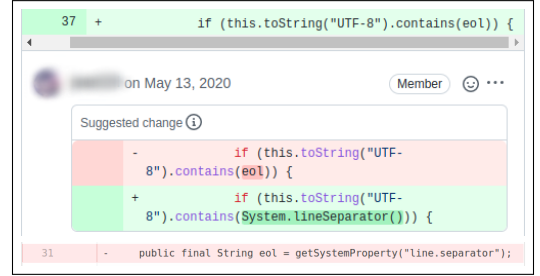 37 + if (this.toString("UTF-8").contains(eol)) {
on May 13, 2020 Member
Suggested change
- if (this.toString("UTF-
8").contains(eol)) {
+ if (this.toString("UTF-
8").contains(System.lineSeparator())) {
31 - public final String eol = getSystemProperty("line.separator");